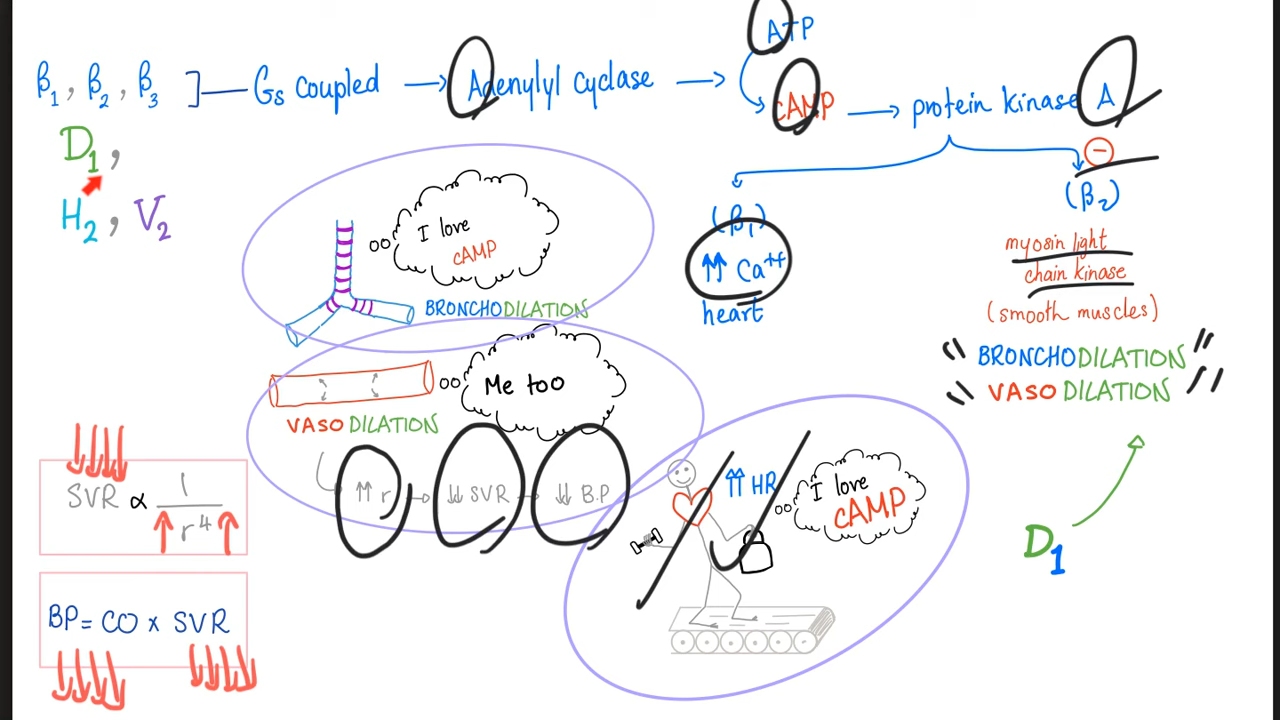 ATP
β1, β2, β3 ] — Gs coupled → Adenylyl cyclase →
cAMP → protein kinase A
D1,
H2, V2
I love
cAMP
BRONCHODILATION
(β1)
↑↑ Ca++
heart
⊖
(β2)
myosin light
chain kinase
(smooth muscles)
" BRONCHODILATION "
" VASODILATION "
Me too
VASODILATION
↑↑ r → ↓↓ SVR → ↓↓ B.P
SVR ∝ 1 / r⁴
BP = CO × SVR
↑↑ HR
I love
cAMP
D1